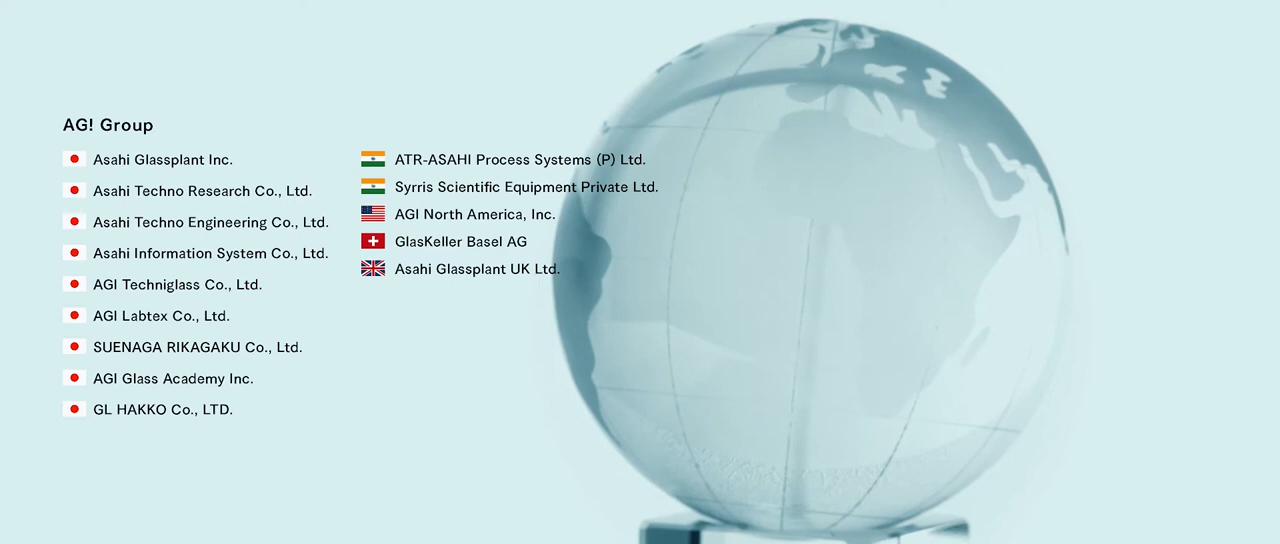 AG! Group
Asahi Glassplant Inc.
Asahi Techno Research Co., Ltd.
Asahi Techno Engineering Co., Ltd.
Asahi Information System Co., Ltd.
AGI Techniglass Co., Ltd.
AGI Labtex Co., Ltd.
SUENAGA RIKAGAKU Co., Ltd.
AGI Glass Academy Inc.
GL HAKKO Co., LTD.
ATR-ASAHI Process Systems (P) Ltd.
Syrris Scientific Equipment Private Ltd.
AGI North America, Inc.
GlasKeller Basel AG
Asahi Glassplant UK Ltd.